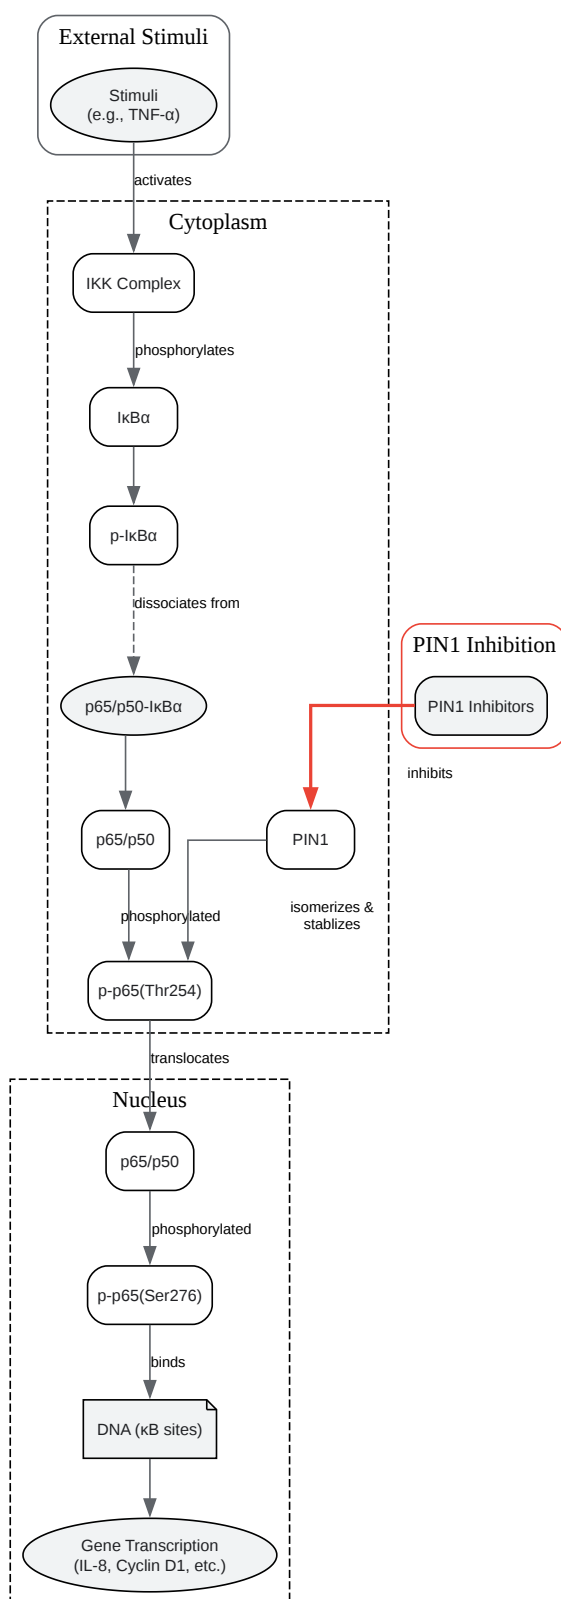 External Stimuli
Stimuli
(e.g., TNF-α)
activates
Cytoplasm
IKK Complex
phosphorylates
IκBα
p-IκBα
dissociates from
PIN1 Inhibition
p65/p50-IκBα
PIN1 Inhibitors
inhibits
p65/p50
PIN1
phosphorylated
isomerizes &
stablizes
p-p65(Thr254)
translocates
Nucleus
p65/p50
phosphorylated
p-p65(Ser276)
binds
DNA (κB sites)
Gene Transcription
(IL-8, Cyclin D1, etc.)